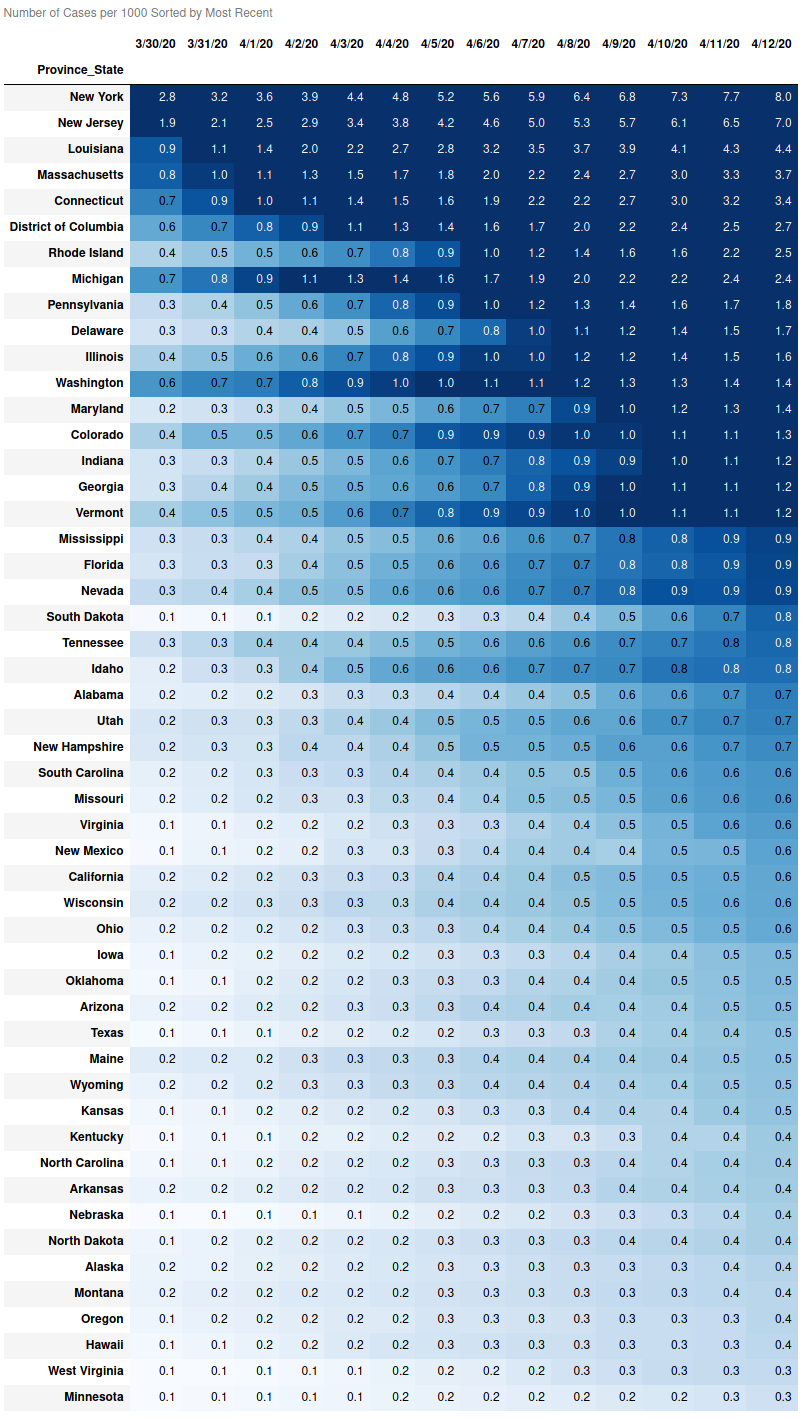 Number of Cases per 1000 Sorted by Most Recent
3/30/20 3/31/20 4/1/20 4/2/20 4/3/20 4/4/20 4/5/20 4/6/20 4/7/20 4/8/20 4/9/20 4/10/20 4/11/20 4/12/20
Province_State
New York 2.8 3.2 3.6 3.9 4.4 4.8 5.2 5.6 5.9 6.4 6.8 7.3 7.7 8.0
New Jersey 1.9 2.1 2.5 2.9 3.4 3.8 4.2 4.6 5.0 5.3 5.7 6.1 6.5 7.0
Louisiana 0.9 1.1 1.4 2.0 2.2 2.7 2.8 3.2 3.5 3.7 3.9 4.1 4.3 4.4
Massachusetts 0.8 1.0 1.1 1.3 1.5 1.7 1.8 2.0 2.2 2.4 2.7 3.0 3.3 3.7
Connecticut 0.7 0.9 1.0 1.1 1.4 1.5 1.6 1.9 2.2 2.2 2.7 3.0 3.2 3.4
District of Columbia 0.6 0.7 0.8 0.9 1.1 1.3 1.4 1.6 1.7 2.0 2.2 2.4 2.5 2.7
Rhode Island 0.4 0.5 0.5 0.6 0.7 0.8 0.9 1.0 1.2 1.4 1.6 1.6 2.2 2.5
Michigan 0.7 0.8 0.9 1.1 1.3 1.4 1.6 1.7 1.9 2.0 2.2 2.2 2.4 2.4
Pennsylvania 0.3 0.4 0.5 0.6 0.7 0.8 0.9 1.0 1.2 1.3 1.4 1.6 1.7 1.8
Delaware 0.3 0.3 0.4 0.4 0.5 0.6 0.7 0.8 1.0 1.1 1.2 1.4 1.5 1.7
Illinois 0.4 0.5 0.6 0.6 0.7 0.8 0.9 1.0 1.0 1.2 1.2 1.4 1.5 1.6
Washington 0.6 0.7 0.7 0.8 0.9 1.0 1.0 1.1 1.1 1.2 1.3 1.3 1.4 1.4
Maryland 0.2 0.3 0.3 0.4 0.5 0.5 0.6 0.7 0.7 0.9 1.0 1.2 1.3 1.4
Colorado 0.4 0.5 0.5 0.6 0.7 0.7 0.9 0.9 0.9 1.0 1.0 1.1 1.1 1.3
Indiana 0.3 0.3 0.4 0.5 0.5 0.6 0.7 0.7 0.8 0.9 0.9 1.0 1.1 1.2
Georgia 0.3 0.4 0.4 0.5 0.5 0.6 0.6 0.7 0.8 0.9 1.0 1.1 1.1 1.2
Vermont 0.4 0.5 0.5 0.5 0.6 0.7 0.8 0.9 0.9 1.0 1.0 1.1 1.1 1.2
Mississippi 0.3 0.3 0.4 0.4 0.5 0.5 0.6 0.6 0.6 0.7 0.8 0.8 0.9 0.9
Florida 0.3 0.3 0.3 0.4 0.5 0.5 0.6 0.6 0.7 0.7 0.8 0.8 0.9 0.9
Nevada 0.3 0.4 0.4 0.5 0.5 0.6 0.6 0.6 0.7 0.7 0.8 0.9 0.9 0.9
South Dakota 0.1 0.1 0.1 0.2 0.2 0.2 0.3 0.3 0.4 0.4 0.5 0.6 0.7 0.8
Tennessee 0.3 0.3 0.4 0.4 0.4 0.5 0.5 0.6 0.6 0.6 0.7 0.7 0.8 0.8
Idaho 0.2 0.3 0.3 0.4 0.5 0.6 0.6 0.6 0.7 0.7 0.7 0.8 0.8 0.8
Alabama 0.2 0.2 0.2 0.3 0.3 0.3 0.4 0.4 0.4 0.5 0.6 0.6 0.7 0.7
Utah 0.2 0.3 0.3 0.3 0.4 0.4 0.5 0.5 0.5 0.6 0.6 0.7 0.7 0.7
New Hampshire 0.2 0.3 0.3 0.4 0.4 0.4 0.5 0.5 0.5 0.5 0.6 0.6 0.7 0.7
South Carolina 0.2 0.2 0.3 0.3 0.3 0.4 0.4 0.4 0.5 0.5 0.5 0.6 0.6 0.6
Missouri 0.2 0.2 0.2 0.3 0.3 0.3 0.4 0.4 0.5 0.5 0.5 0.6 0.6 0.6
Virginia 0.1 0.1 0.2 0.2 0.2 0.3 0.3 0.3 0.4 0.4 0.5 0.5 0.6 0.6
New Mexico 0.1 0.1 0.2 0.2 0.2 0.3 0.3 0.4 0.4 0.4 0.4 0.5 0.5 0.6
California 0.2 0.2 0.2 0.3 0.3 0.3 0.4 0.4 0.4 0.5 0.5 0.5 0.5 0.6
Wisconsin 0.2 0.2 0.3 0.3 0.3 0.3 0.4 0.4 0.4 0.5 0.5 0.5 0.6 0.6
Ohio 0.2 0.2 0.2 0.2 0.3 0.3 0.3 0.4 0.4 0.4 0.5 0.5 0.5 0.6
Iowa 0.1 0.2 0.2 0.2 0.2 0.3 0.3 0.3 0.3 0.4 0.4 0.4 0.5 0.5
Oklahoma 0.1 0.1 0.2 0.2 0.2 0.3 0.3 0.3 0.4 0.4 0.4 0.5 0.5 0.5
Arizona 0.2 0.2 0.2 0.2 0.2 0.3 0.3 0.4 0.4 0.4 0.4 0.4 0.5 0.5
Texas 0.1 0.1 0.1 0.2 0.2 0.2 0.2 0.3 0.3 0.3 0.4 0.4 0.4 0.5
Maine 0.2 0.2 0.2 0.3 0.3 0.3 0.3 0.4 0.4 0.4 0.4 0.4 0.5 0.5
Wyoming 0.2 0.2 0.2 0.3 0.3 0.3 0.3 0.4 0.4 0.4 0.4 0.4 0.5 0.5
Kansas 0.1 0.1 0.2 0.2 0.2 0.2 0.3 0.3 0.3 0.4 0.4 0.4 0.4 0.5
Kentucky 0.1 0.1 0.1 0.2 0.2 0.2 0.2 0.2 0.3 0.3 0.3 0.4 0.4 0.4
North Carolina 0.1 0.1 0.2 0.2 0.2 0.2 0.3 0.3 0.3 0.3 0.4 0.4 0.4 0.4
Arkansas 0.2 0.2 0.2 0.2 0.2 0.2 0.3 0.3 0.3 0.3 0.4 0.4 0.4 0.4
Nebraska 0.1 0.1 0.1 0.1 0.1 0.2 0.2 0.2 0.2 0.3 0.3 0.3 0.4 0.4
North Dakota 0.1 0.2 0.2 0.2 0.2 0.2 0.3 0.3 0.3 0.3 0.4 0.4 0.4 0.4
Alaska 0.2 0.2 0.2 0.2 0.2 0.2 0.3 0.3 0.3 0.3 0.3 0.3 0.4 0.4
Montana 0.2 0.2 0.2 0.2 0.2 0.3 0.3 0.3 0.3 0.3 0.3 0.3 0.4 0.4
Oregon 0.1 0.2 0.2 0.2 0.2 0.2 0.3 0.3 0.3 0.3 0.3 0.3 0.3 0.4
Hawaii 0.1 0.1 0.2 0.2 0.2 0.2 0.3 0.3 0.3 0.3 0.3 0.3 0.3 0.4
West Virginia 0.1 0.1 0.1 0.1 0.1 0.2 0.2 0.2 0.2 0.3 0.3 0.3 0.3 0.3
Minnesota 0.1 0.1 0.1 0.1 0.1 0.2 0.2 0.2 0.2 0.2 0.2 0.2 0.3 0.3